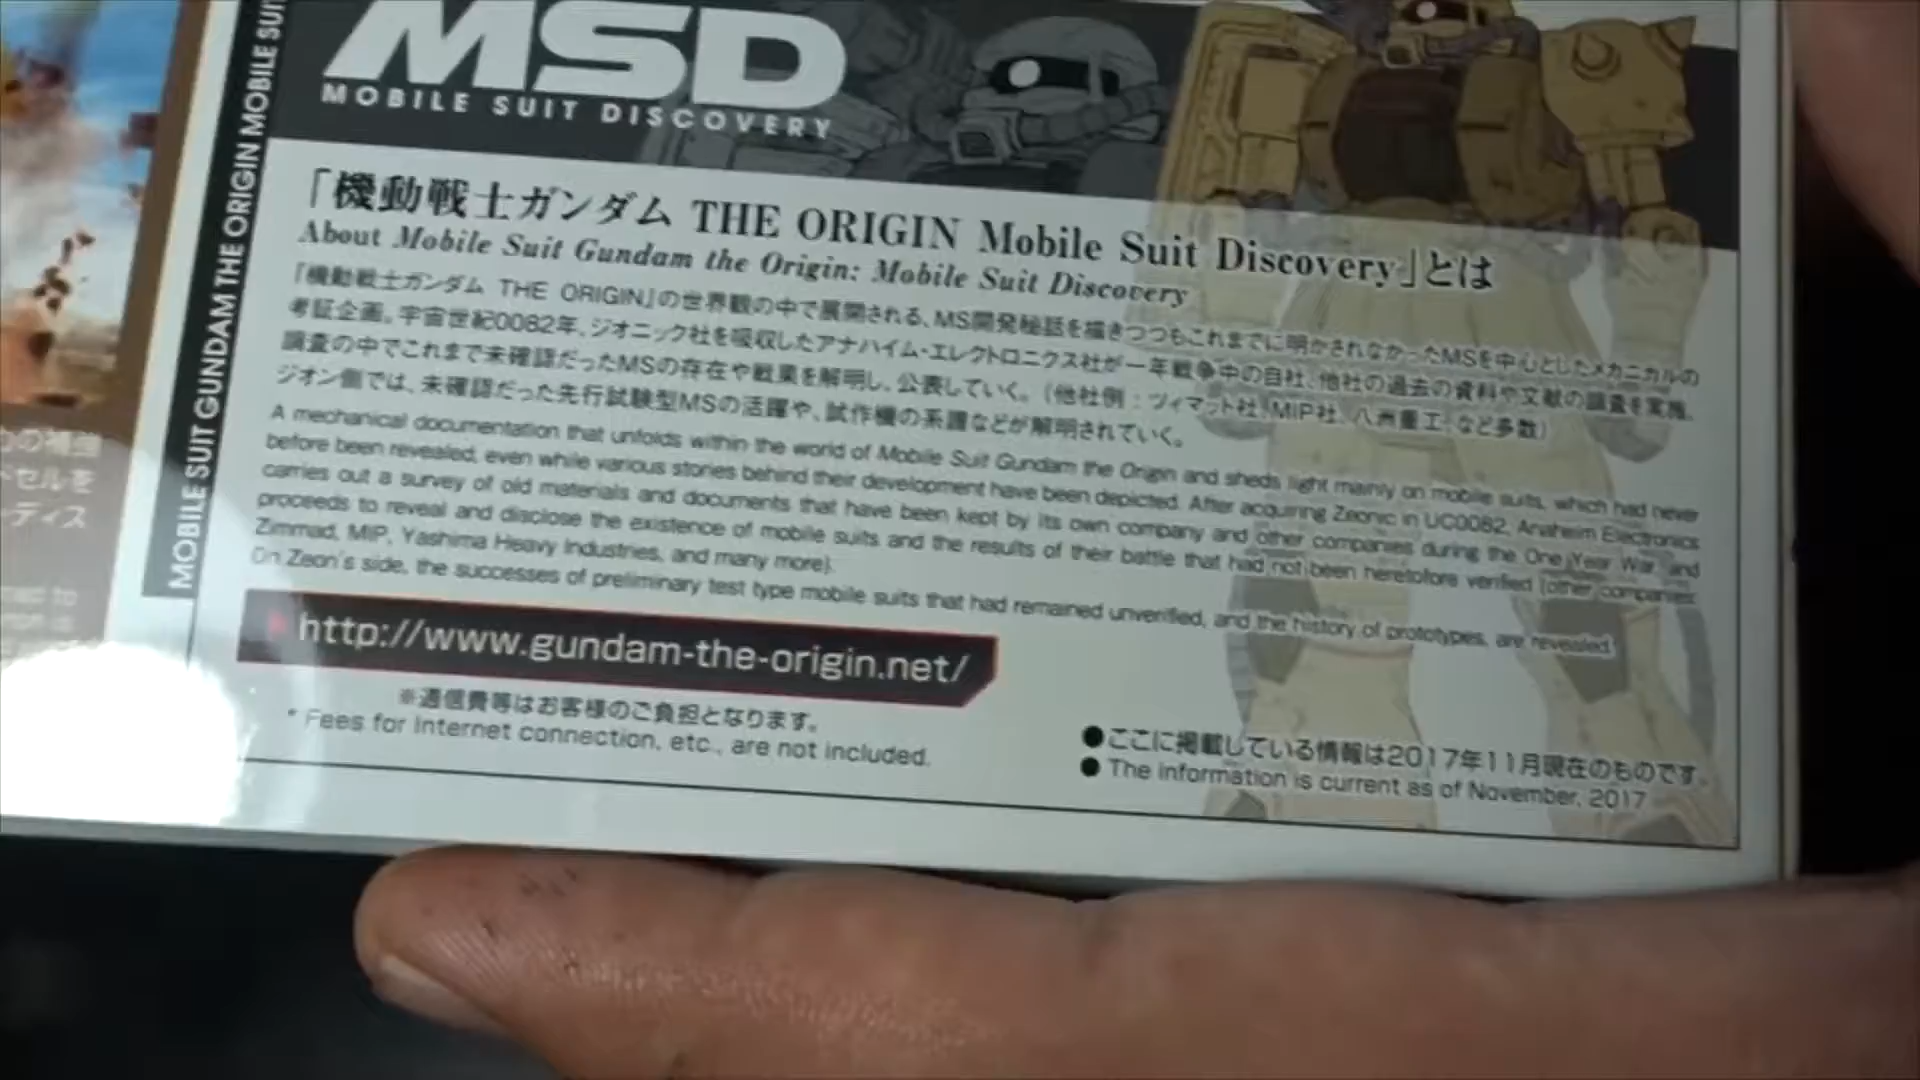 MSD
MOBILE SUIT DISCOVERY
MOBILE SUIT GUNDAM THE ORIGIN MOBILE SUI
「機動戦士ガンダム THE ORIGIN Mobile Suit Discovery」とは
About Mobile Suit Gundam the Origin: Mobile Suit Discovery
「機動戦士ガンダム THE ORIGIN」の世界観の中で展開される、MS開発秘話を描きつつもこれまでに明かされなかったMSを中心としたメカニカルの
考証企画。宇宙世紀0082年、ジオニック社を吸収したアナハイム・エレクトロニクス社が一年戦争中の自社、他社の過去の資料や文献の調査を実施。
調査の中でこれまで未確認だったMSの存在や戦果を解明し、公表していく。（他社例：ツィマット社、MIP社、八洲重工、など多数）
ジオン側では、未確認だった先行試験型MSの活躍や、試作機の系譜などが解明されていく。
A mechanical documentation that unfolds within the world of Mobile Suit Gundam the Origin and sheds light mainly on mobile suits, which had never
before been revealed, even while various stories behind their development have been depicted. After acquiring Zeonic in UC0082, Anaheim Electronics
carries out a survey of old materials and documents that have been kept by its own company and other companies during the One Year War, and
proceeds to reveal and disclose the existence of mobile suits and the results of their battle that had not been heretofore verified (other companies:
Zimmad, MIP, Yashima Heavy Industries, and many more).
On Zeon's side, the successes of preliminary test type mobile suits that had remained unverified, and the history of prototypes, are revealed.
http://www.gundam-the-origin.net/
※通信費等はお客様のご負担となります。
* Fees for Internet connection, etc., are not included.
●ここに掲載している情報は2017年11月現在のものです。
● The information is current as of November, 2017
セルを
ディス